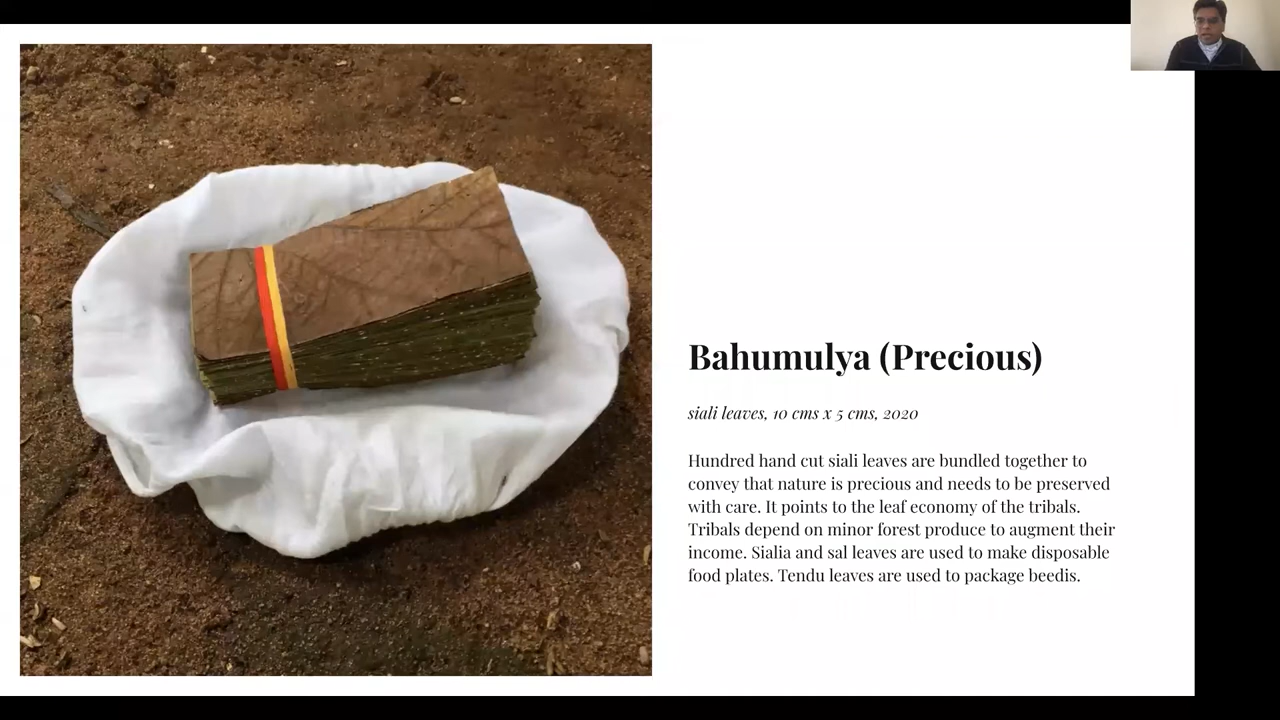 Bahumulya (Precious)
siali leaves, 10 cms x 5 cms, 2020
Hundred hand cut siali leaves are bundled together to
convey that nature is precious and needs to be preserved
with care. It points to the leaf economy of the tribals.
Tribals depend on minor forest produce to augment their
income. Sialia and sal leaves are used to make disposable
food plates. Tendu leaves are used to package beedis.